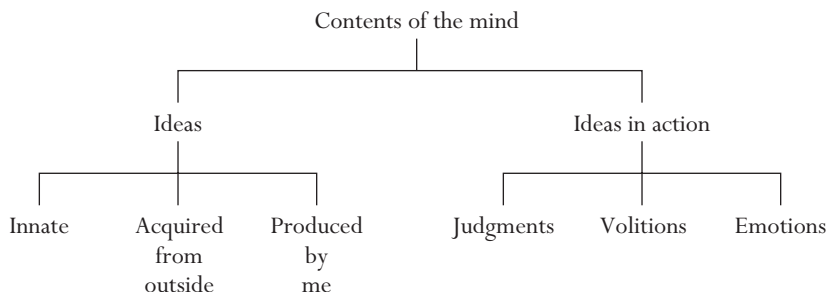 Contents of the mind
Ideas
Ideas in action
Innate
Acquired
from
outside
Produced
by
me
Judgments
Volitions
Emotions